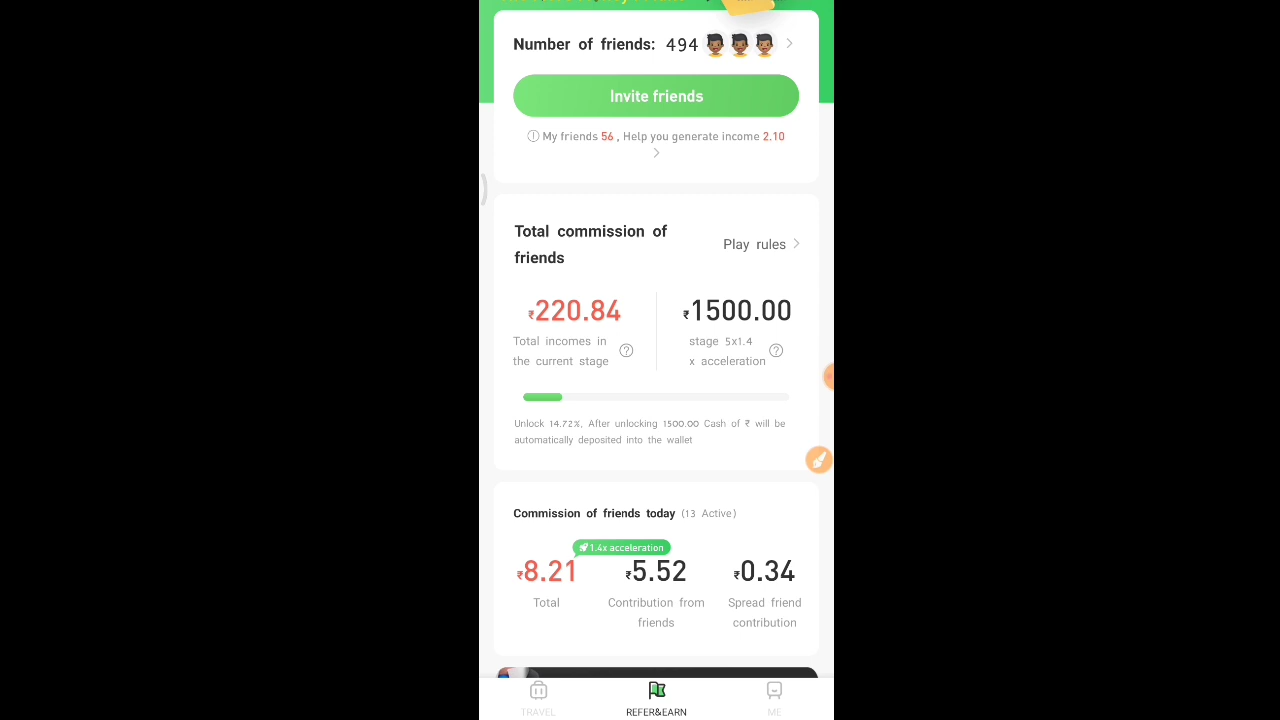 Number of friends: 494
Invite friends
My friends 56 , Help you generate income 2.10
Total commission of
friends
Play rules
₹220.84
₹1500.00
Total incomes in
the current stage
stage 5x1.4
x acceleration
Unlock 14.72%, After unlocking 1500.00 Cash of ₹ will be
automatically deposited into the wallet
Commission of friends today (13 Active)
1.4x acceleration
₹8.21
₹5.52
₹0.34
Total
Contribution from
friends
Spread friend
contribution
TRAVEL
REFER&EARN
ME